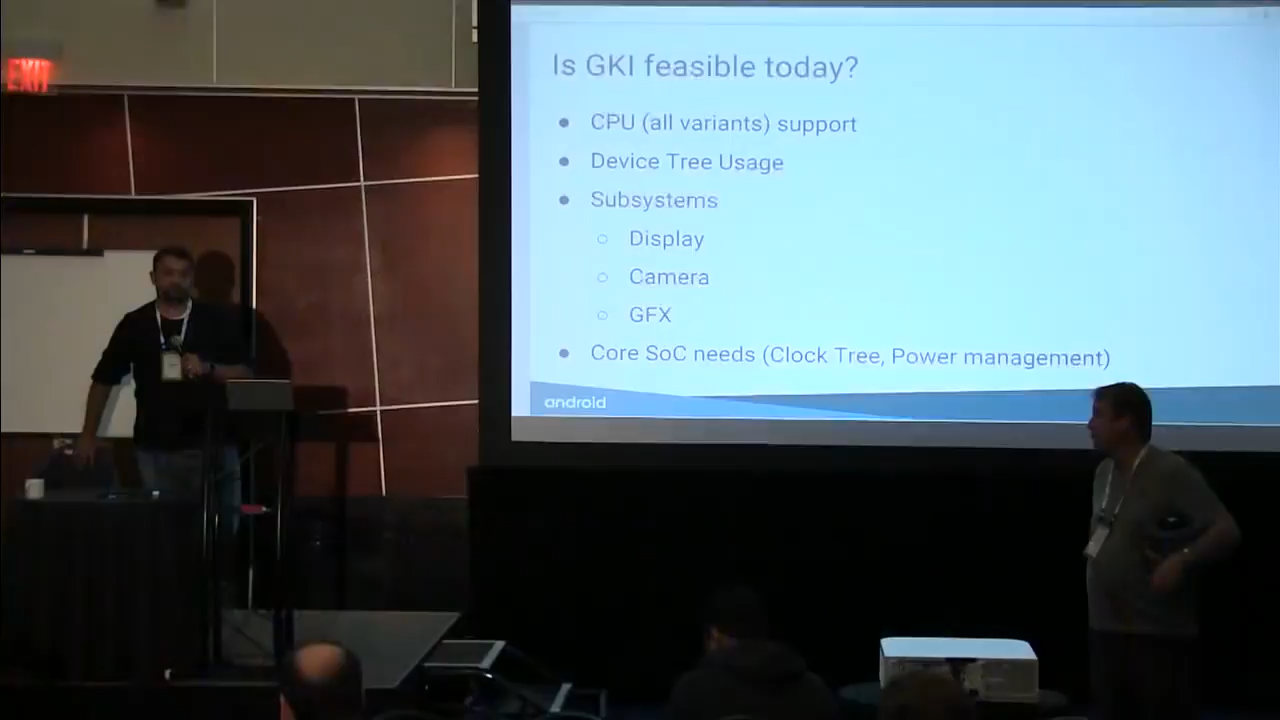 EXIT
Is GKI feasible today?
● CPU (all variants) support
● Device Tree Usage
● Subsystems
○ Display
○ Camera
○ GFX
● Core SoC needs (Clock Tree, Power management)
android